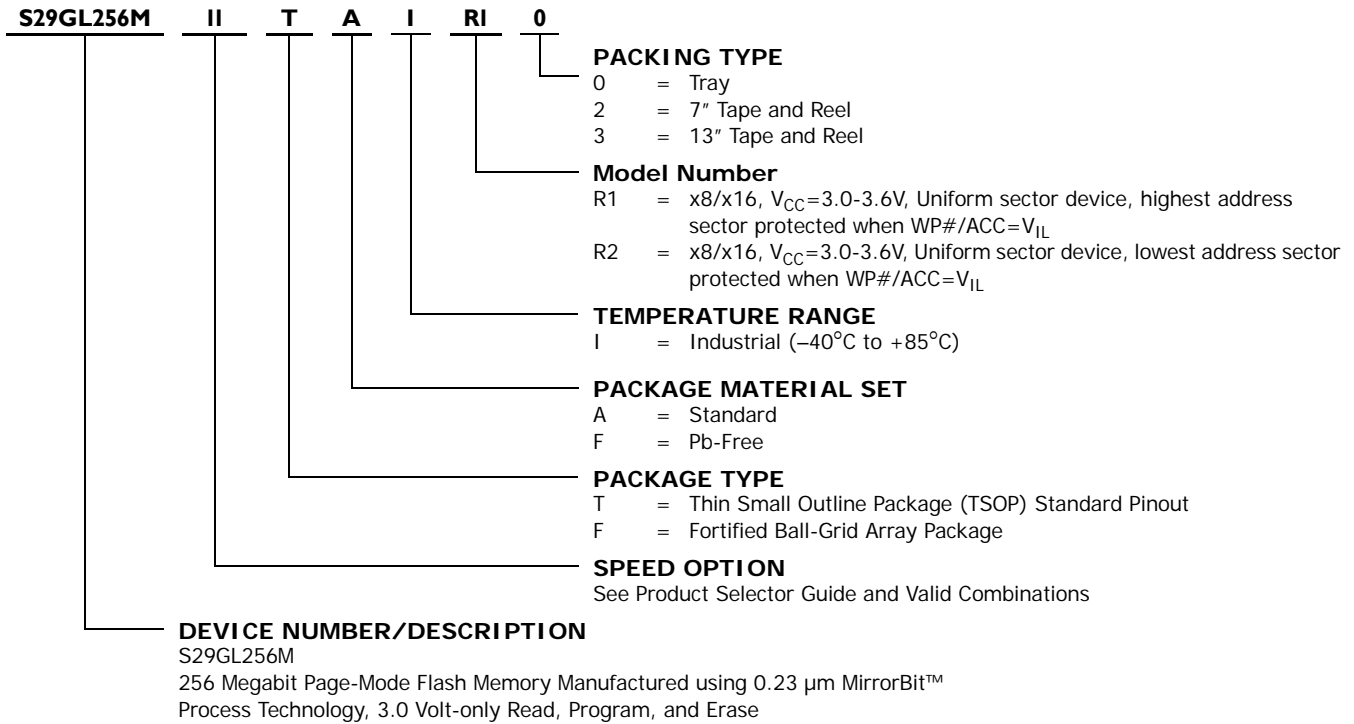 S29GL256M 11 T A I R1 0
PACKING TYPE
0 = Tray
2 = 7″ Tape and Reel
3 = 13″ Tape and Reel
Model Number
R1 = x8/x16, VCC=3.0-3.6V, Uniform sector device, highest address
sector protected when WP#/ACC=VIL
R2 = x8/x16, VCC=3.0-3.6V, Uniform sector device, lowest address sector
protected when WP#/ACC=VIL
TEMPERATURE RANGE
I = Industrial (–40°C to +85°C)
PACKAGE MATERIAL SET
A = Standard
F = Pb-Free
PACKAGE TYPE
T = Thin Small Outline Package (TSOP) Standard Pinout
F = Fortified Ball-Grid Array Package
SPEED OPTION
See Product Selector Guide and Valid Combinations
DEVICE NUMBER/DESCRIPTION
S29GL256M
256 Megabit Page-Mode Flash Memory Manufactured using 0.23 µm MirrorBit™
Process Technology, 3.0 Volt-only Read, Program, and Erase